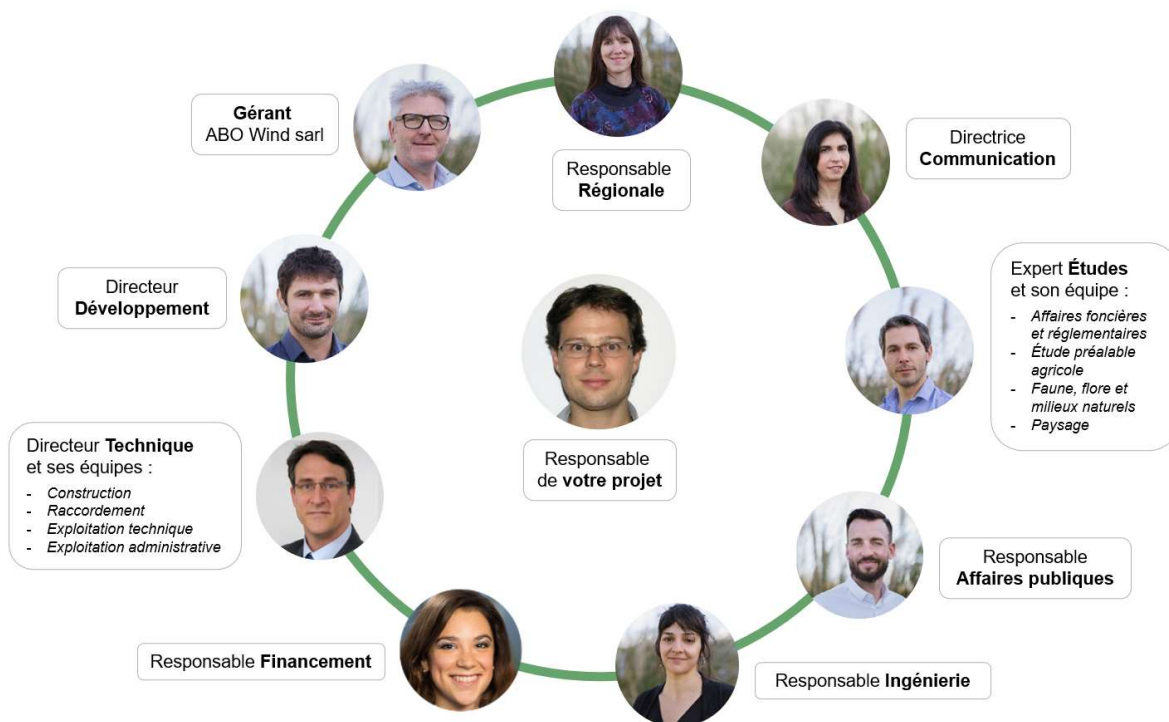 Gérant
ABO Wind sarl
Responsable
Régionale
Directrice
Communication
Directeur
Développement
Expert Études
et son équipe :
- Affaires foncières
et réglementaires
- Étude préalable
agricole
- Faune, flore et
milieux naturels
- Paysage
Responsable
de votre projet
Directeur Technique
et ses équipes :
- Construction
- Raccordement
- Exploitation technique
- Exploitation administrative
Responsable
Affaires publiques
Responsable Financement
Responsable Ingénierie